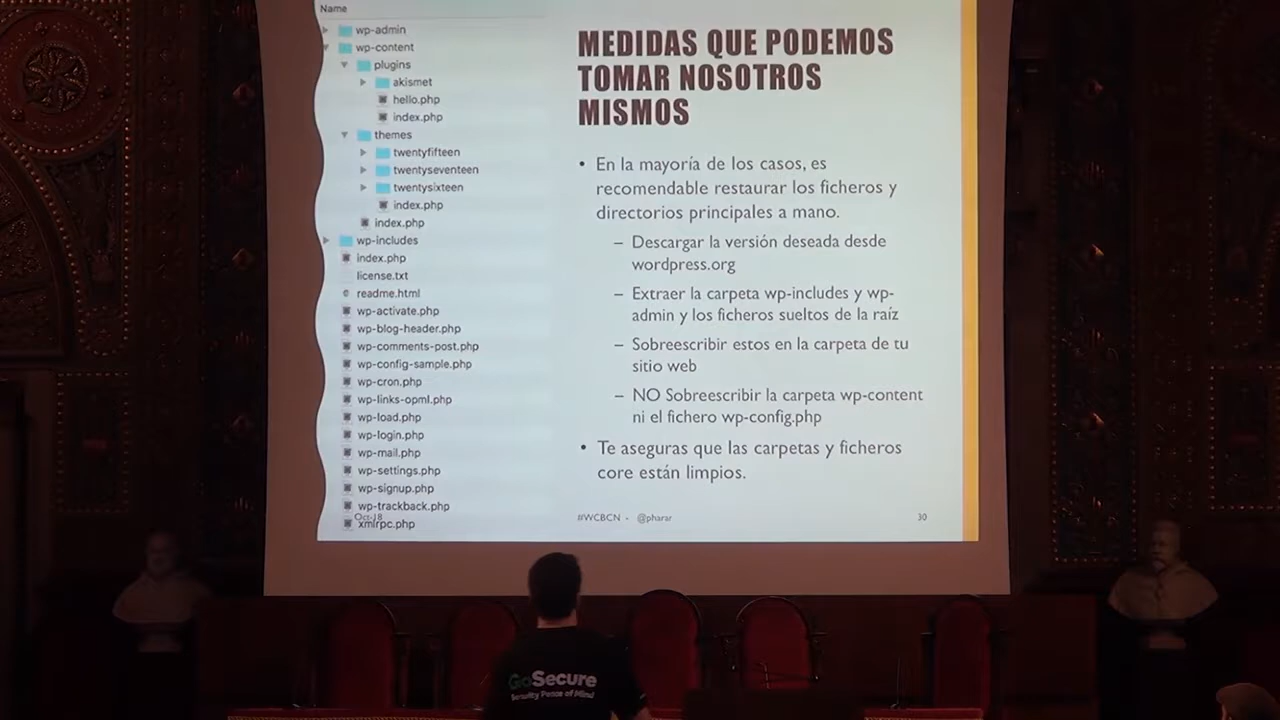 Name
wp-admin
wp-content
plugins
akismet
hello.php
index.php
themes
twentyfifteen
twentyseventeen
twentysixteen
index.php
index.php
wp-includes
index.php
license.txt
readme.html
wp-activate.php
wp-blog-header.php
wp-comments-post.php
wp-config-sample.php
wp-cron.php
wp-links-opml.php
wp-load.php
wp-login.php
wp-mail.php
wp-settings.php
wp-signup.php
wp-trackback.php
xmlrpc.php
Oct-18
MEDIDAS QUE PODEMOS
TOMAR NOSOTROS
MISMOS
• En la mayoría de los casos, es
recomendable restaurar los ficheros y
directorios principales a mano.
– Descargar la versión deseada desde
wordpress.org
– Extraer la carpeta wp-includes y wp-
admin y los ficheros sueltos de la raíz
– Sobreescribir estos en la carpeta de tu
sitio web
– NO Sobreescribir la carpeta wp-content
ni el fichero wp-config.php
• Te aseguras que las carpetas y ficheros
core están limpios.
#WCBCN - @pharar
30
GoSecure
Security Peace of Mind